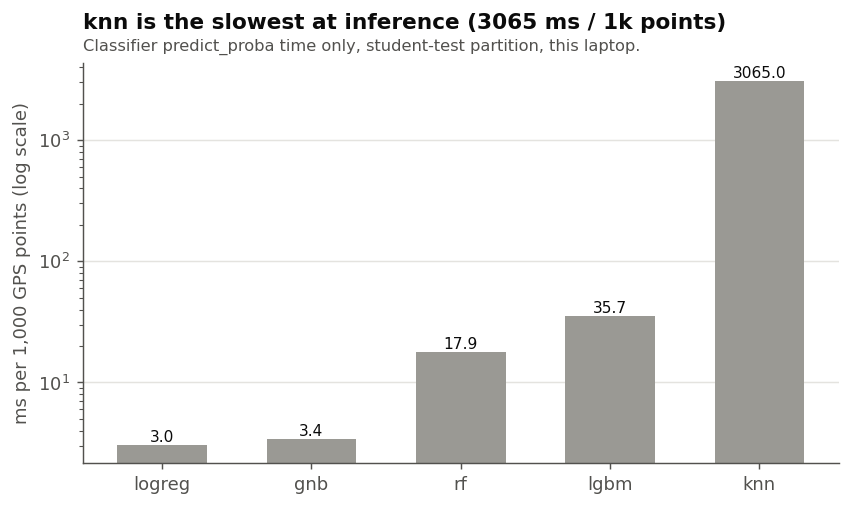 knn is the slowest at inference (3065 ms / 1k points)
Classifier predict_proba time only, student-test partition, this laptop.
ms per 1,000 GPS points (log scale)
10³
10²
10¹
3.0
3.4
17.9
35.7
3065.0
logreg
gnb
rf
lgbm
knn